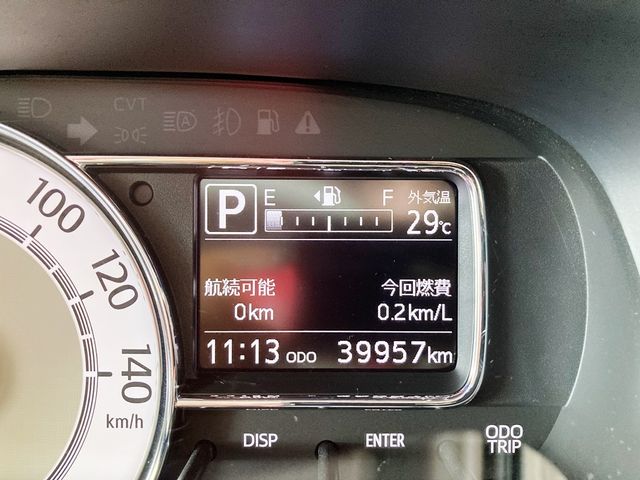 CVT
A
100
120
140
km/h
P
E F 外気温
29℃
航続可能 今回燃費
0km 0.2km/L
11:13 ODO 39957km
DISP ENTER ODO
TRIP